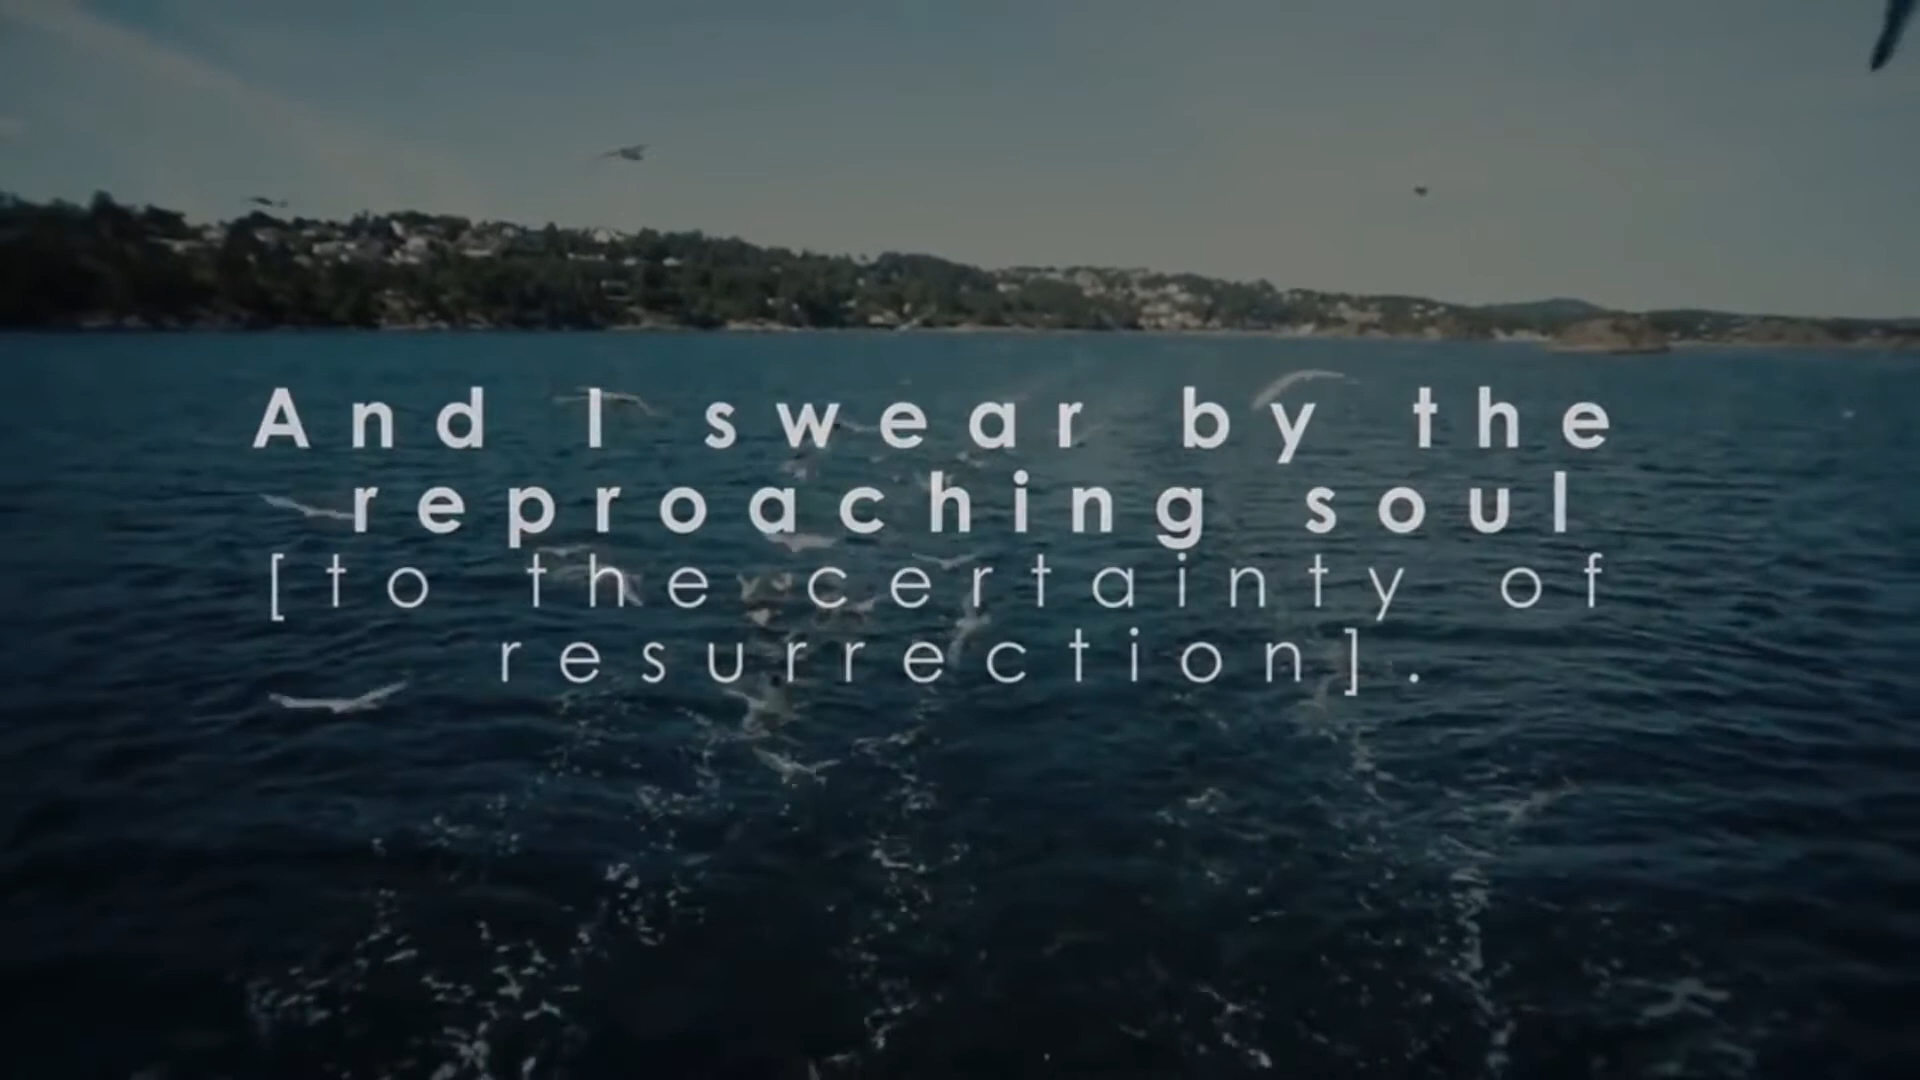 And I swear by the
reproaching soul
[to the certainty of
resurrection].